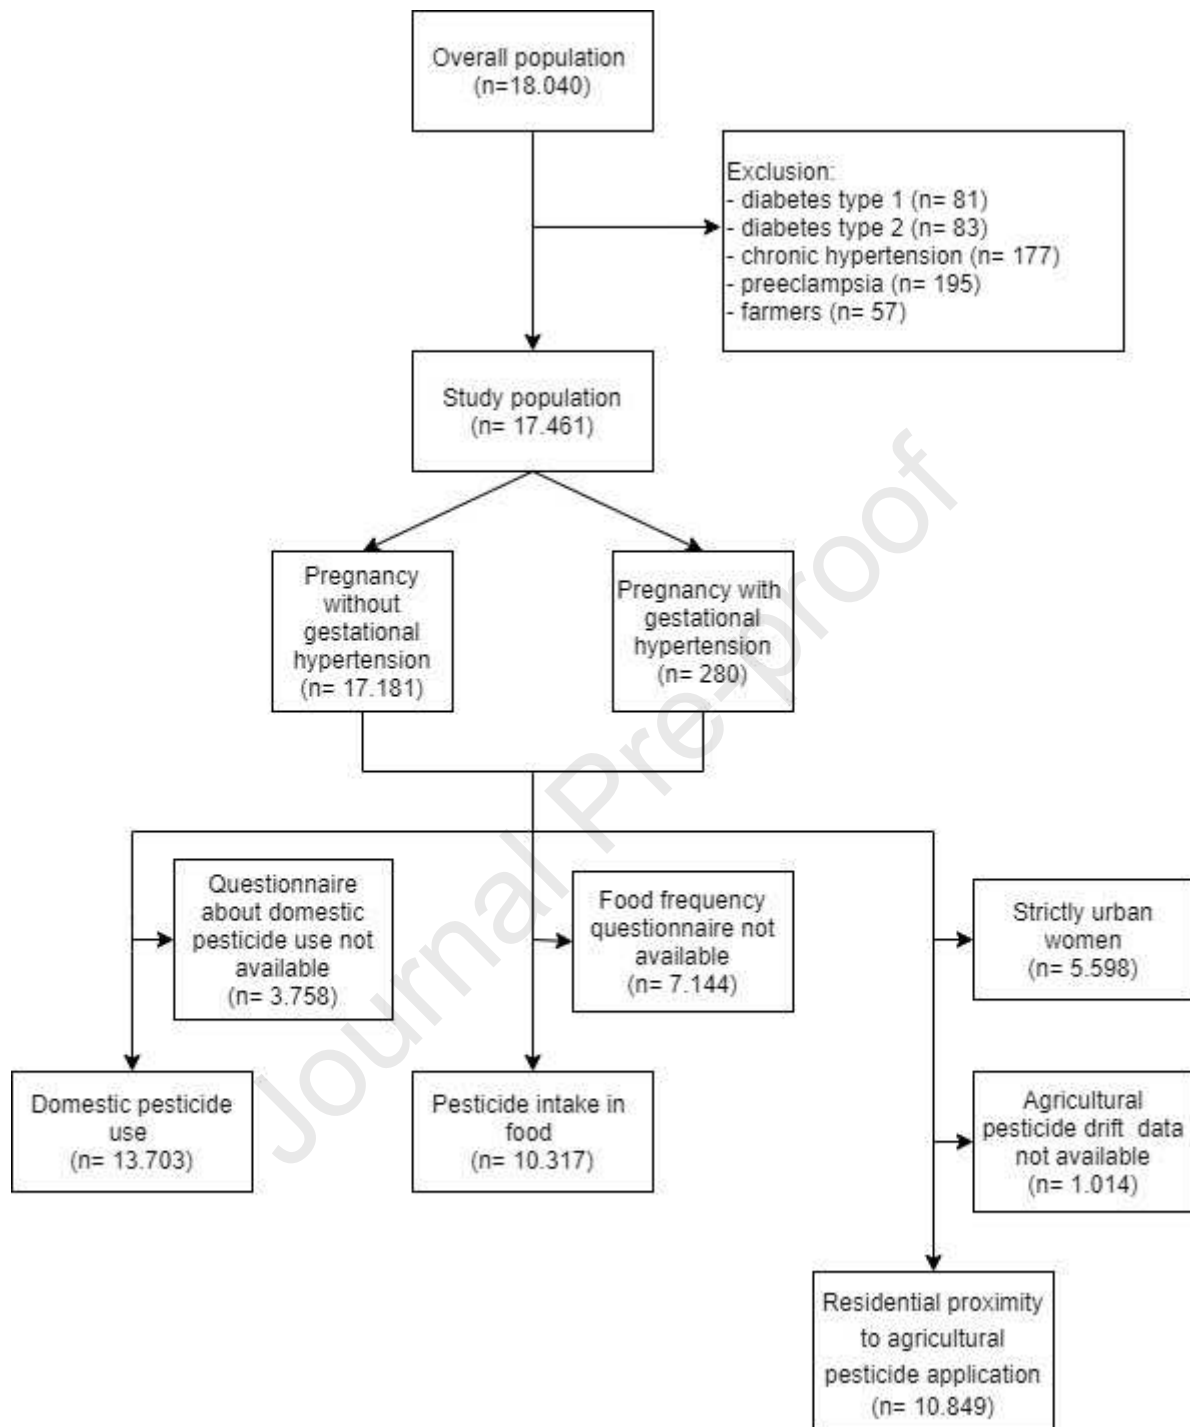 Overall population
(n=18.040)
Exclusion:
- diabetes type 1 (n= 81)
- diabetes type 2 (n= 83)
- chronic hypertension (n= 177)
- preeclampsia (n= 195)
- farmers (n= 57)
Study population
(n= 17.461)
Pregnancy
without
gestational
hypertension
(n= 17.181)
Pregnancy with
gestational
hypertension
(n= 280)
Questionnaire
about domestic
pesticide use not
available
(n= 3.758)
Food frequency
questionnaire not
available
(n= 7.144)
Strictly urban
women
(n= 5.598)
Domestic pesticide
use
(n= 13.703)
Pesticide intake in
food
(n= 10.317)
Agricultural
pesticide drift data
not available
(n= 1.014)
Residential proximity
to agricultural
pesticide application
(n= 10.849)
Journal Pre-proof